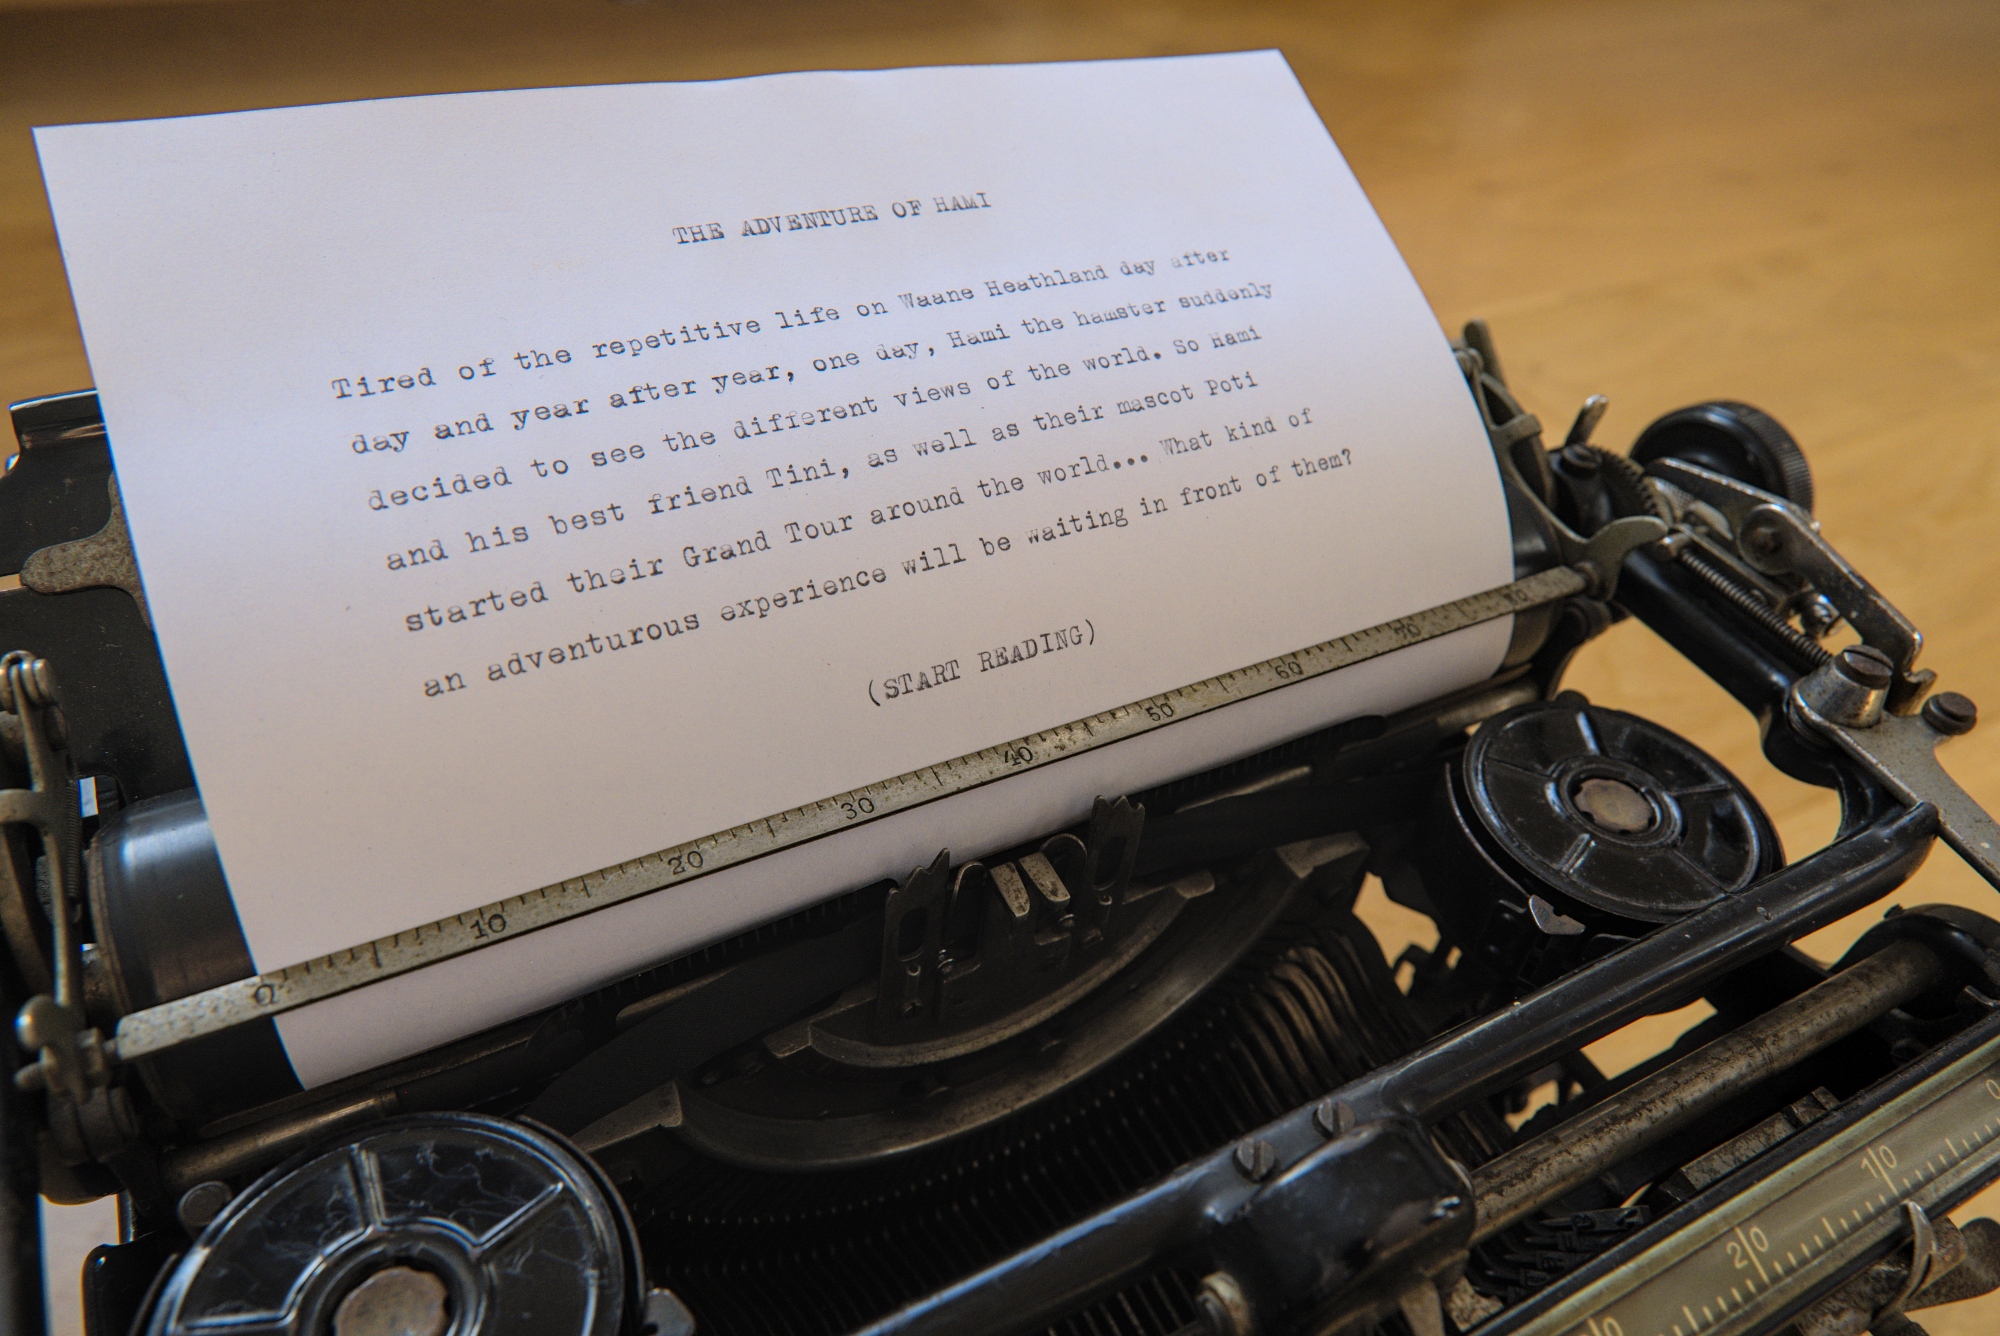 THE ADVENTURE OF HAMI
Tired of the repetitive life on Waane Heathland day after
day and year after year, one day, Hami the hamster suddenly
decided to see the different views of the world. So Hami
and his best friend Tini, as well as their mascot Poti
started their Grand Tour around the world... What kind of
an adventurous experience will be waiting in front of them?
(START READING)
0 10 20 30 40 50 60 70 80
0
10
20